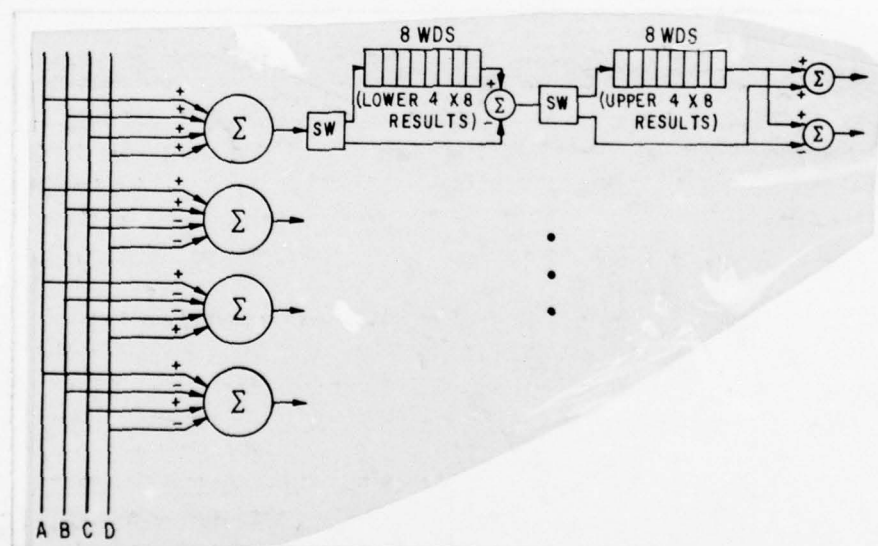 8 WDS
8 WDS
+
+
+
+
Σ
SW
(LOWER 4 X 8
RESULTS)
+
-
Σ
SW
(UPPER 4 X 8
RESULTS)
+
+
Σ
+
-
Σ
+
+
-
-
Σ
+
-
-
+
Σ
+
-
+
-
Σ
A B C D